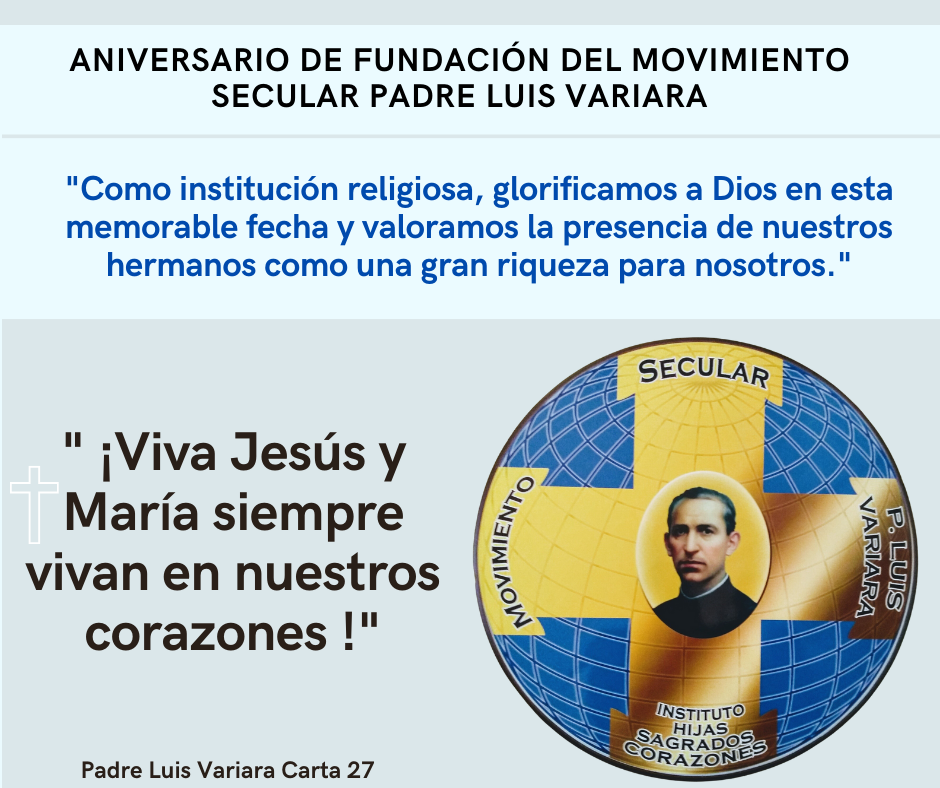 ANIVERSARIO DE FUNDACIÓN DEL MOVIMIENTO
SECULAR PADRE LUIS VARIARA
"Como institución religiosa, glorificamos a Dios en esta
memorable fecha y valoramos la presencia de nuestros
hermanos como una gran riqueza para nosotros."
" ¡Viva Jesús y
María siempre
vivan en nuestros
corazones !"
Padre Luis Variara Carta 27
MOVIMIENTO
SECULAR
P. LUIS
VARIARA
INSTITUTO
HIJAS
SAGRADOS
CORAZONES